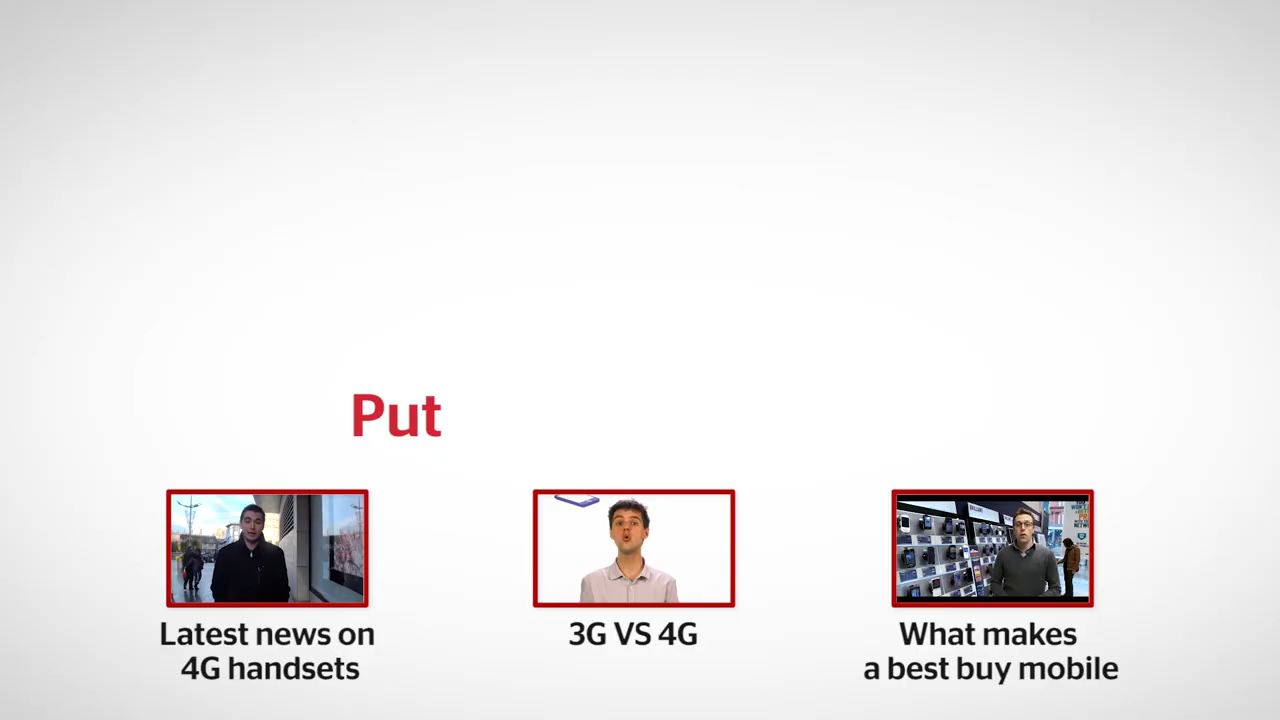 Put
Latest news on
4G handsets
3G VS 4G
What makes
a best buy mobile